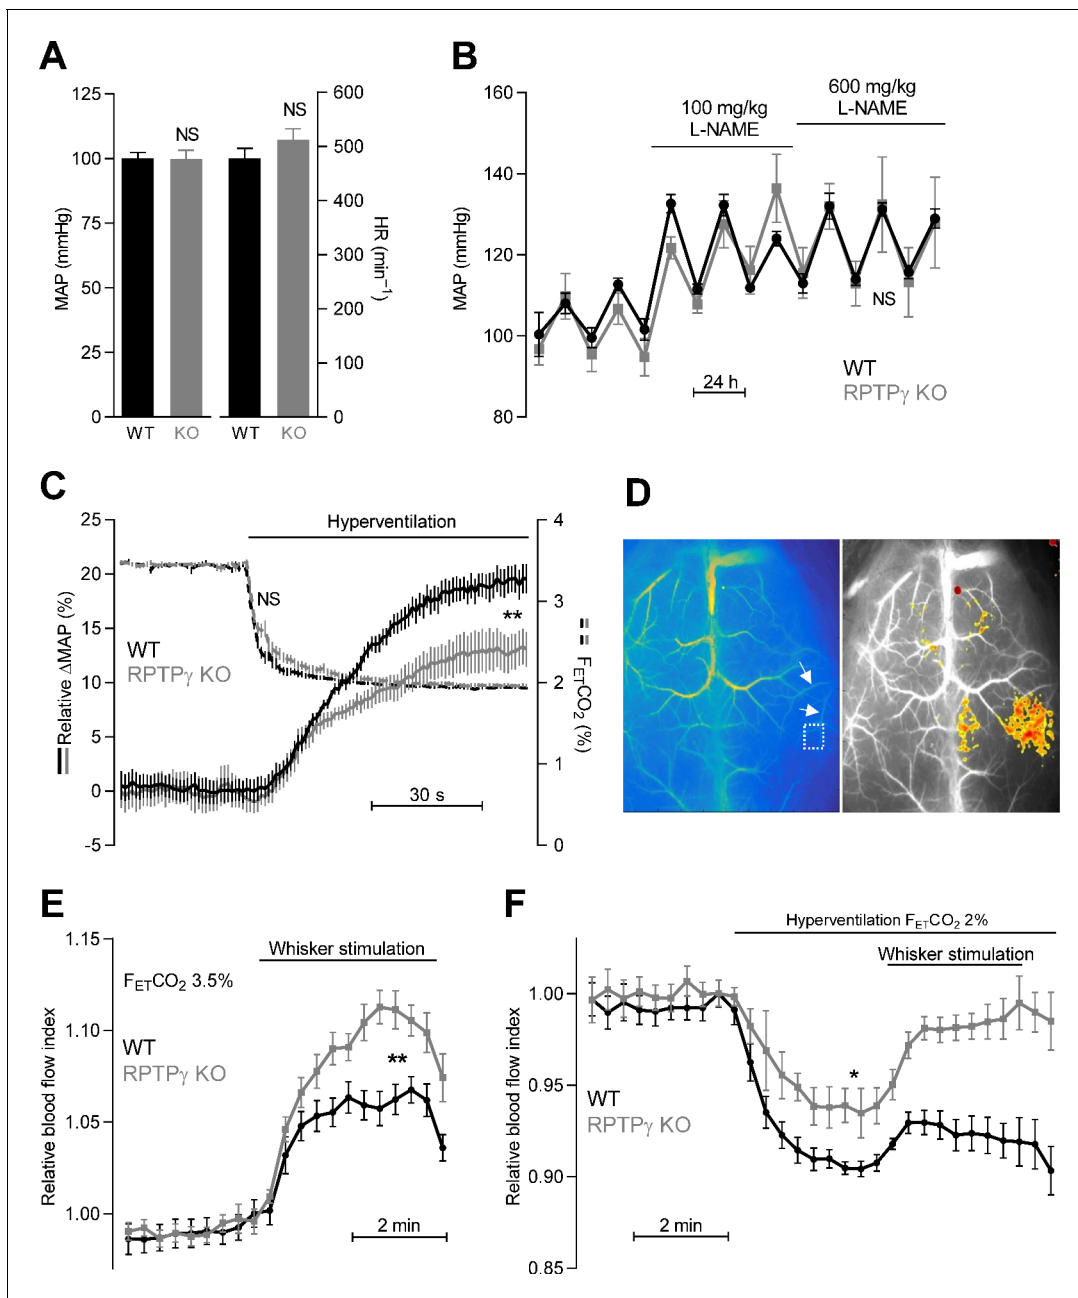 A
125
100
75
50
25
0
MAP (mmHg)
NS
NS
600
500
400
300
200
100
0
HR (min⁻¹)
WT
KO
WT
KO
B
160
140
120
100
80
MAP (mmHg)
100 mg/kg
L-NAME
600 mg/kg
L-NAME
NS
24 h
WT
RPTPγ KO
C
25
20
15
10
5
0
-5
Relative ΔMAP (%)
Hyperventilation
NS
**
WT
RPTPγ KO
30 s
4
3
2
1
0
FETCO2 (%)
D
E
1.15
1.10
1.05
1.00
Relative blood flow index
Whisker stimulation
FETCO2 3.5%
WT
RPTPγ KO
**
2 min
F
1.00
0.95
0.90
0.85
Relative blood flow index
Hyperventilation FETCO2 2%
Whisker stimulation
*
WT
RPTPγ KO
2 min